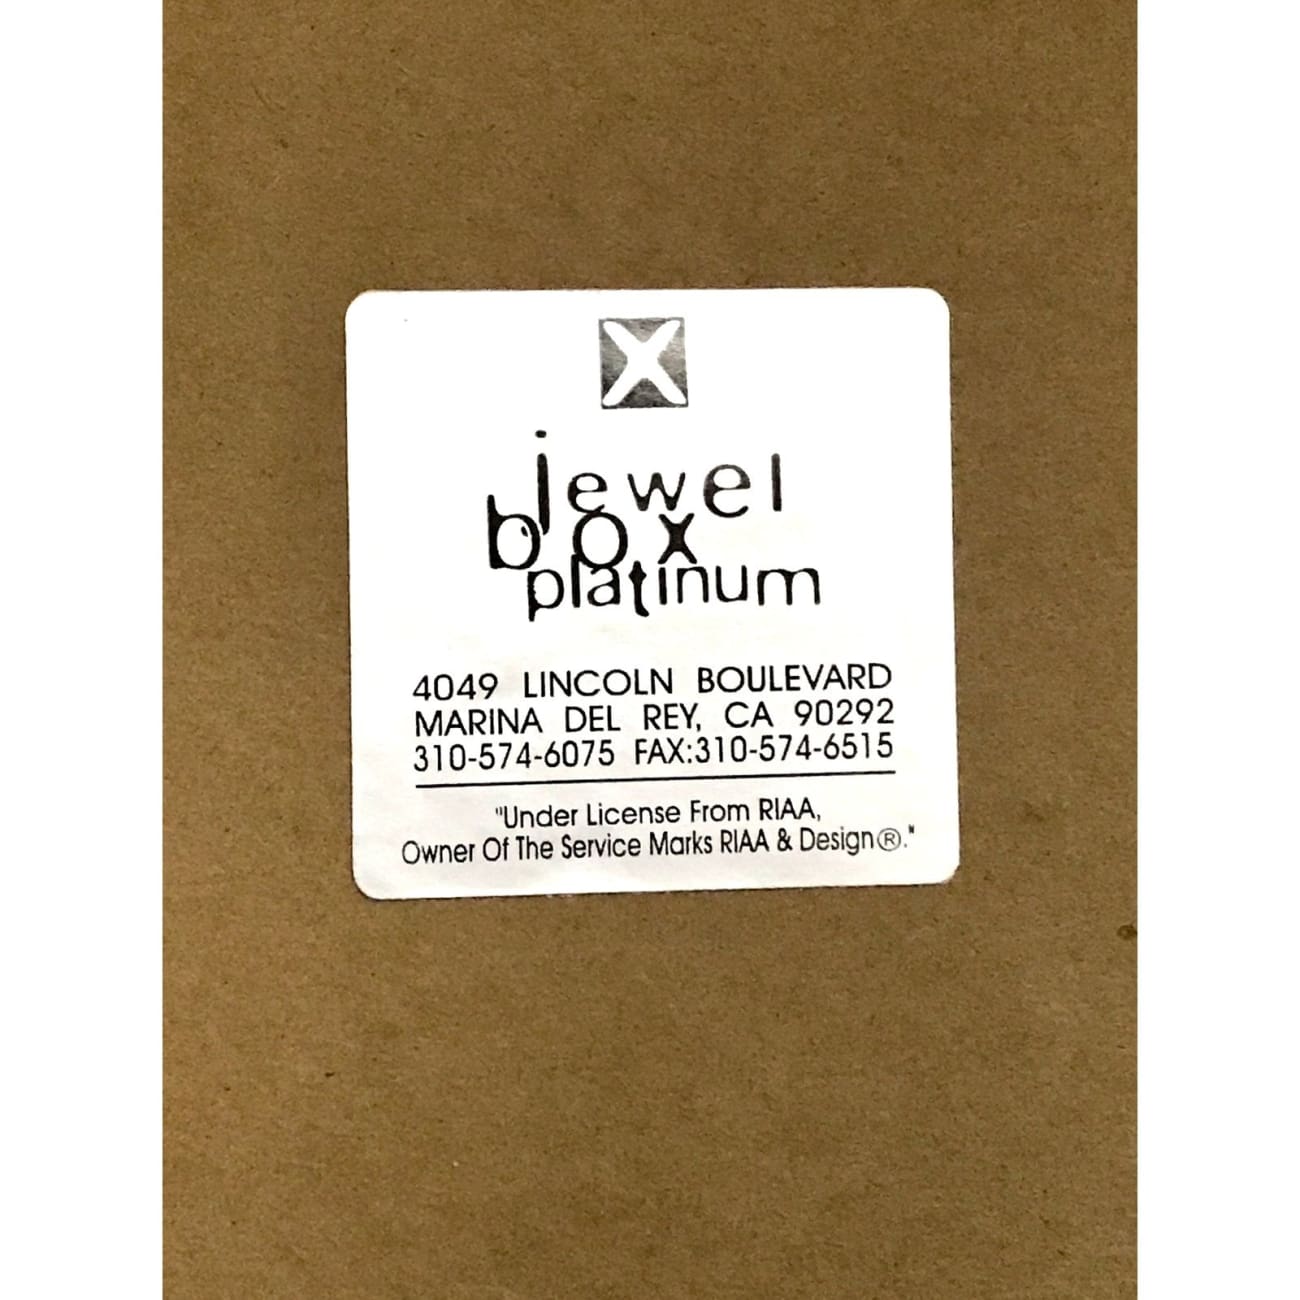 X
jewel
box
platinum
4049 LINCOLN BOULEVARD
MARINA DEL REY, CA 90292
310-574-6075 FAX:310-574-6515
"Under License From RIAA,
Owner Of The Service Marks RIAA & Design®."